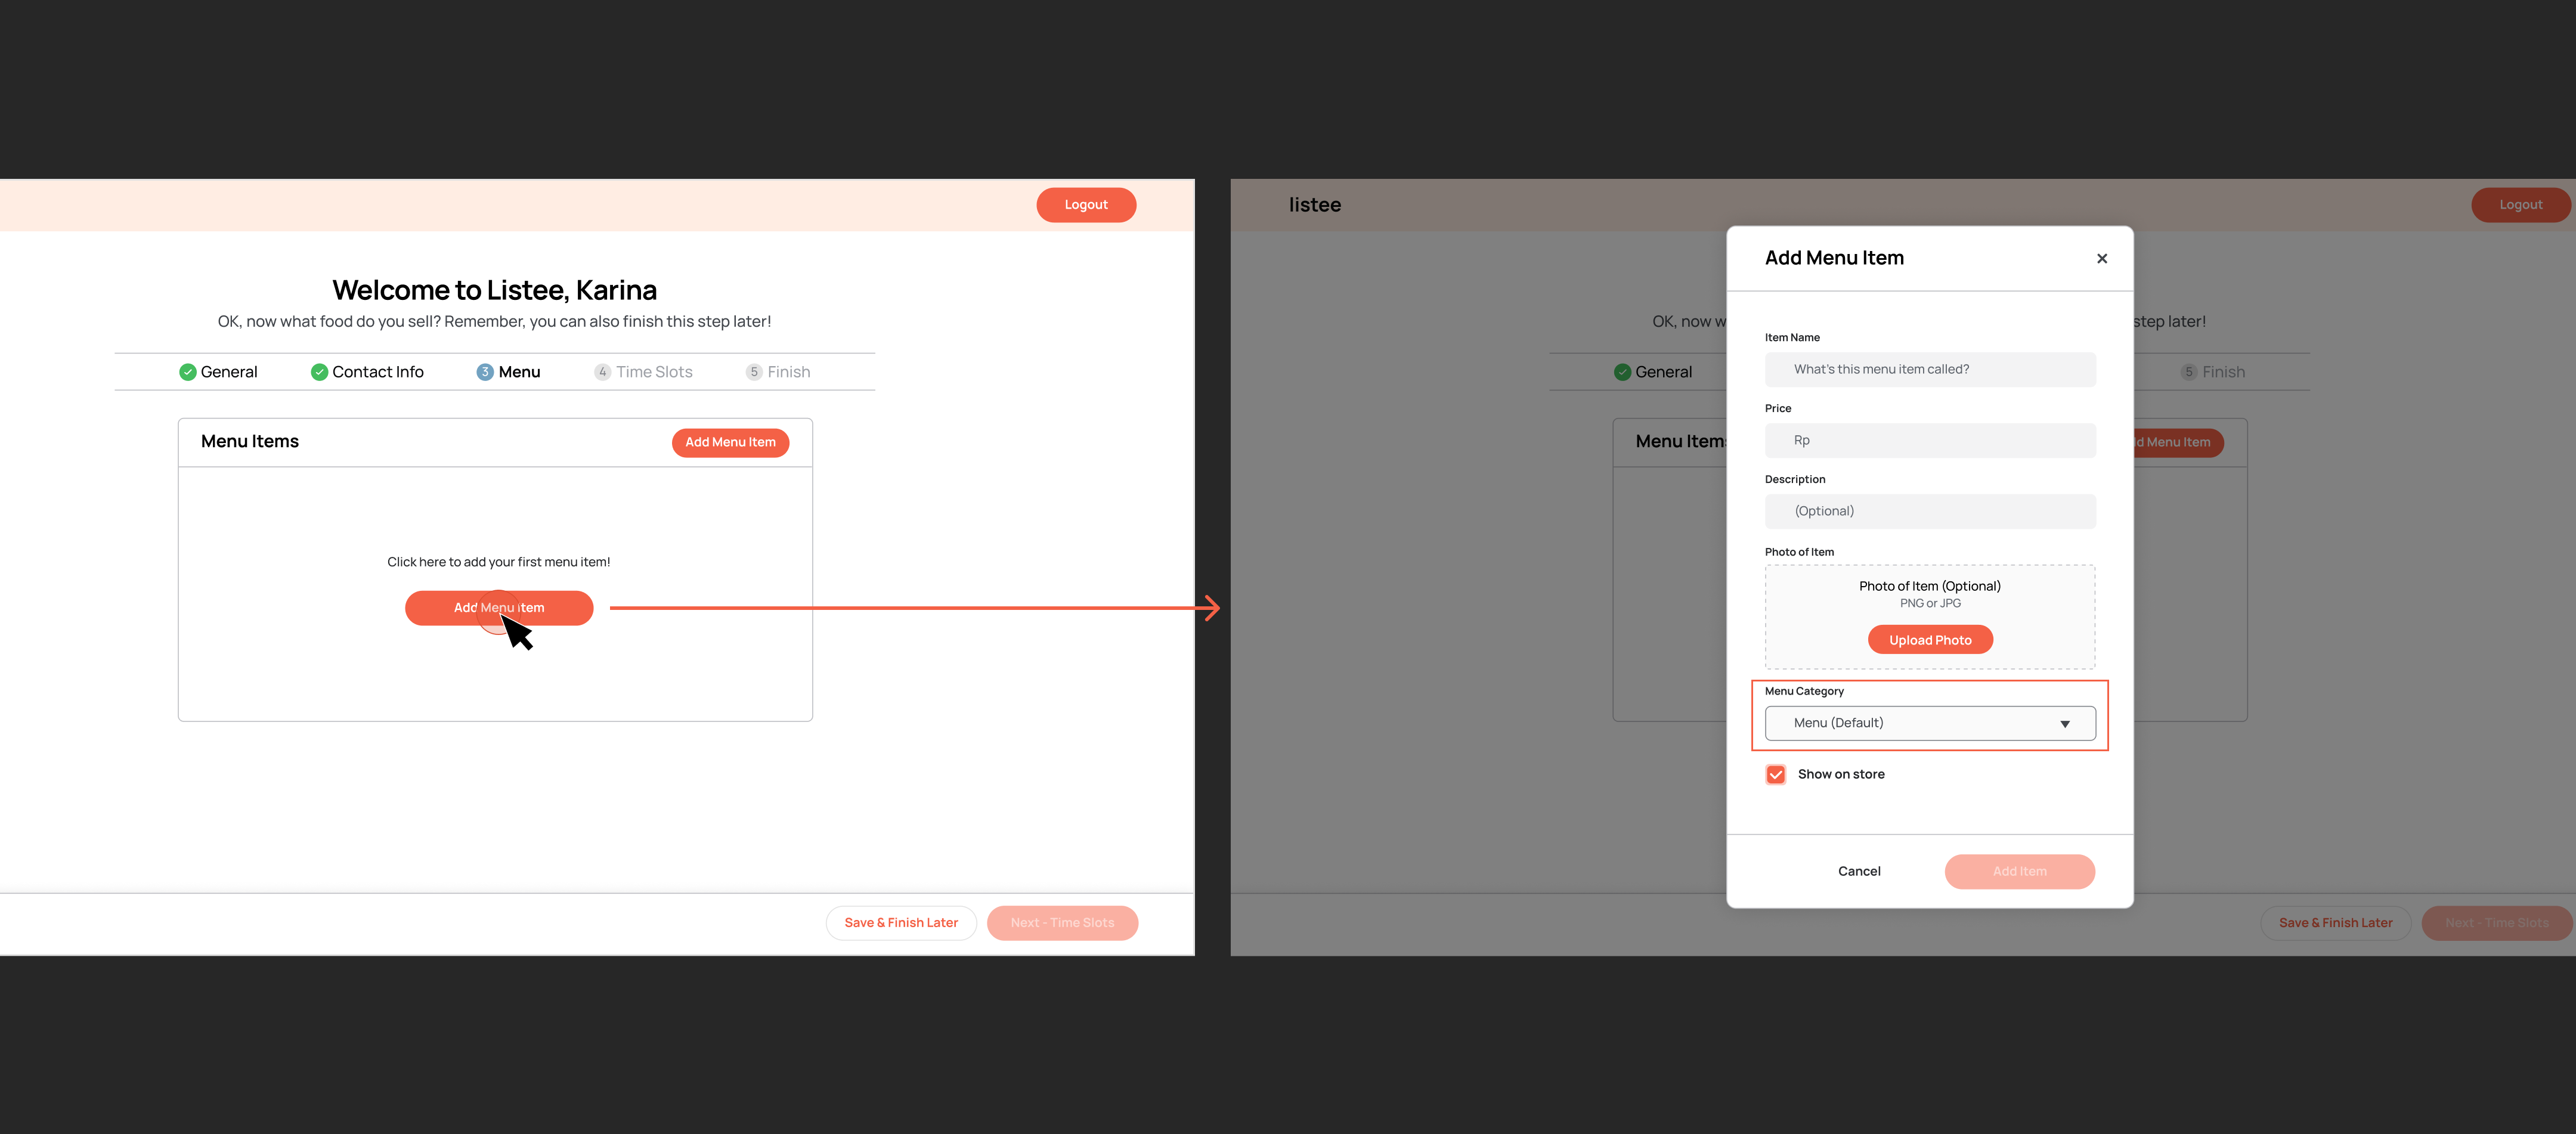 Logout
Welcome to Listee, Karina
OK, now what food do you sell? Remember, you can also finish this step later!
General
Contact Info
3 Menu
4 Time Slots
5 Finish
Menu Items
Add Menu Item
Click here to add your first menu item!
Add Menu Item
Save & Finish Later
Next - Time Slots
listee
Logout
OK, now w
step later!
General
5 Finish
Menu Items
d Menu Item
Add Menu Item
Item Name
What's this menu item called?
Price
Rp
Description
(Optional)
Photo of Item
Photo of Item (Optional)
PNG or JPG
Upload Photo
Menu Category
Menu (Default)
Show on store
Cancel
Add Item
Save & Finish Later
Next - Time Slots